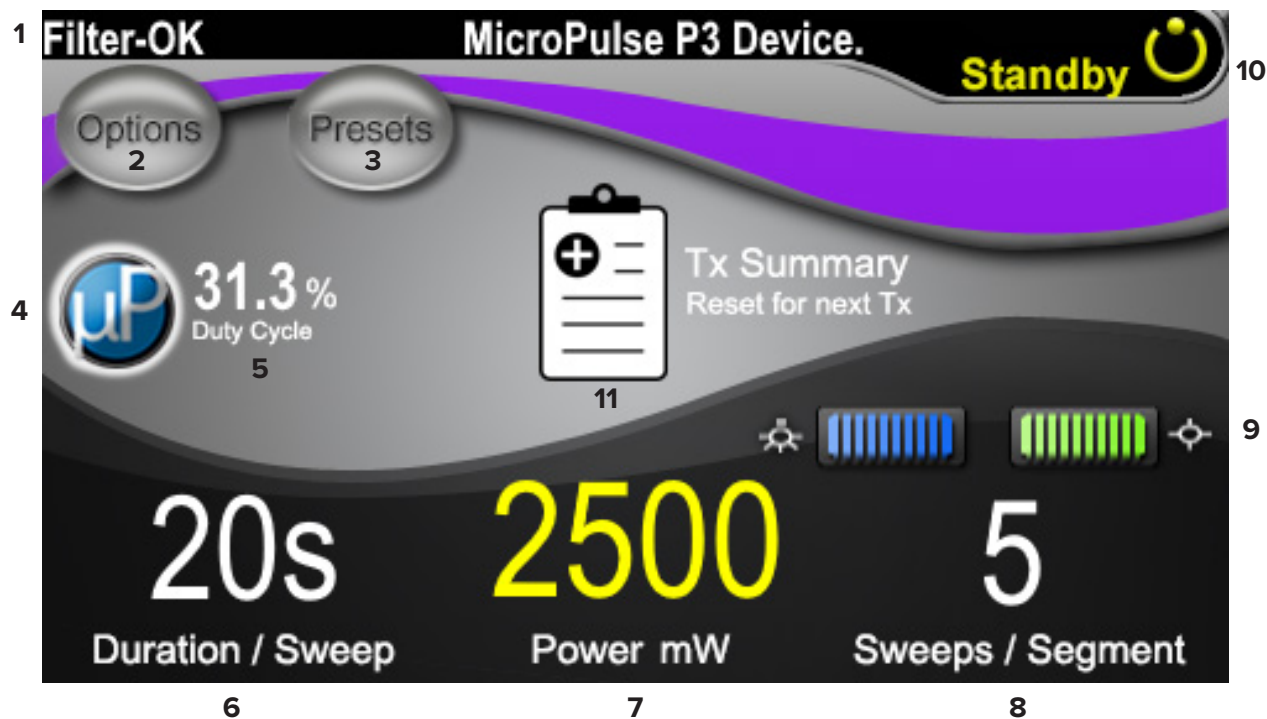 1
Filter-OK
MicroPulse P3 Device.
Standby
10
Options
2
Presets
3
4
µP
31.3 %
Duty Cycle
5
Tx Summary
Reset for next Tx
11
9
20s
2500
5
Duration / Sweep
Power mW
Sweeps / Segment
6
7
8